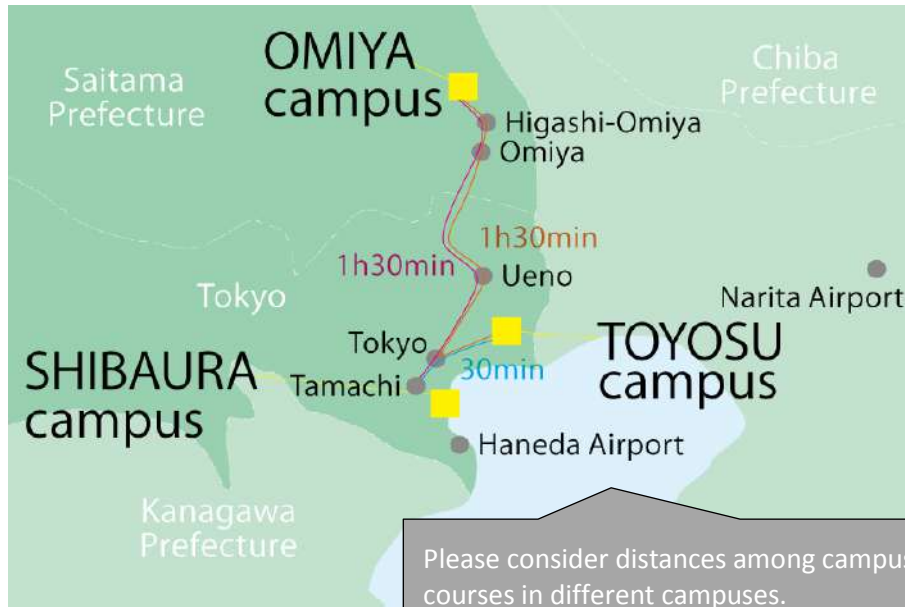 OMIYA
campus
Saitama
Prefecture
Chiba
Prefecture
Higashi-Omiya
Omiya
1h30min
1h30min
Ueno
Tokyo
Narita Airport
Tokyo
TOYOSU
campus
30min
SHIBAURA
campus
Tamachi
Haneda Airport
Kanagawa
Prefecture
Please consider distances among campus
courses in different campuses.